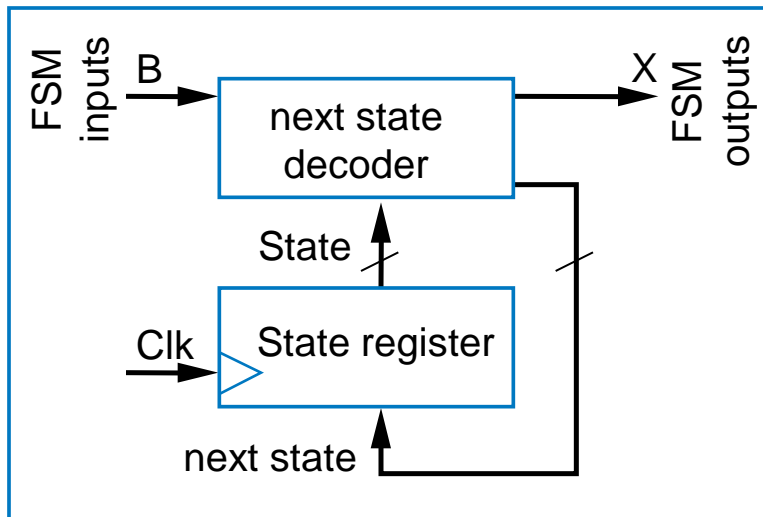 FSM
inputs
B
next state
decoder
X
FSM
outputs
State
Clk
State register
next state